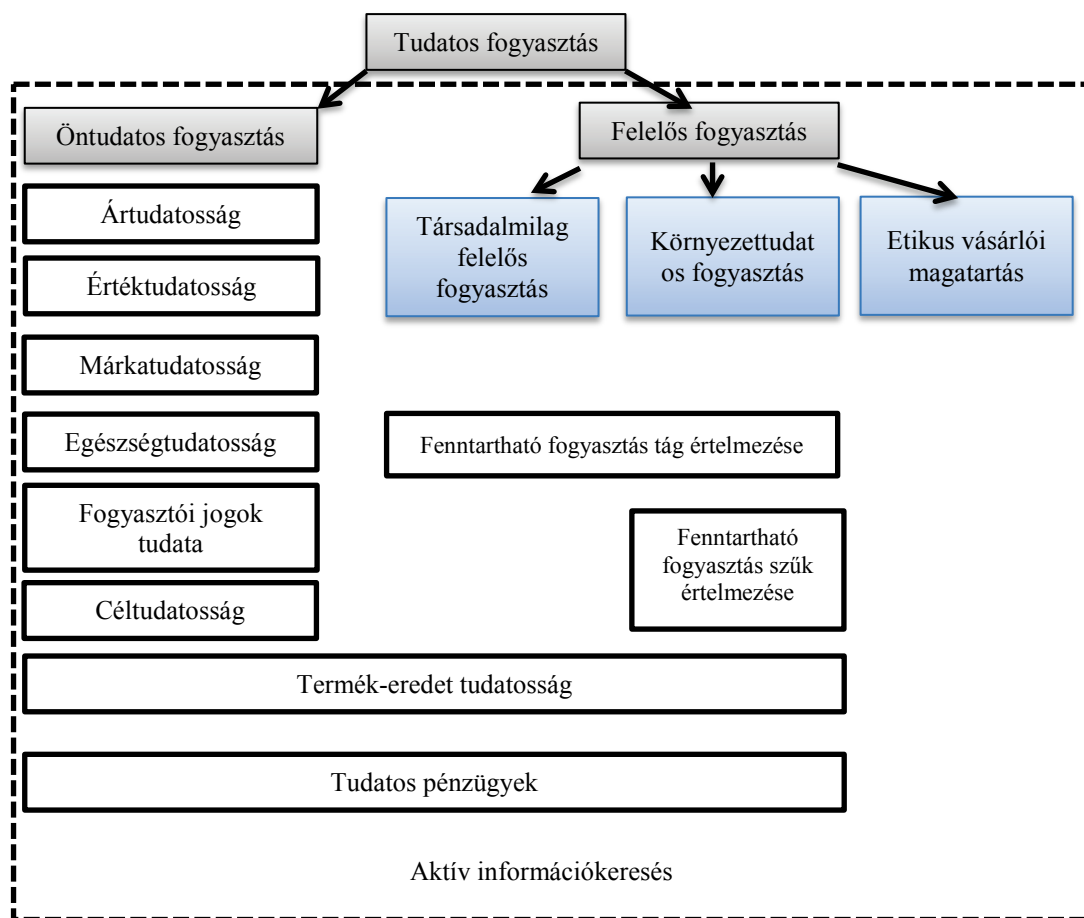 Tudatos fogyasztás
Öntudatos fogyasztás
Felelős fogyasztás
Ártudatosság
Értéktudatosság
Márkatudatosság
Egészségtudatosság
Fogyasztói jogok
tudata
Céltudatosság
Társadalmilag
felelős
fogyasztás
Környezettudat
os fogyasztás
Etikus vásárlói
magatartás
Fenntartható fogyasztás tág értelmezése
Fenntartható
fogyasztás szűk
értelmezése
Termék-eredet tudatosság
Tudatos pénzügyek
Aktív információkeresés